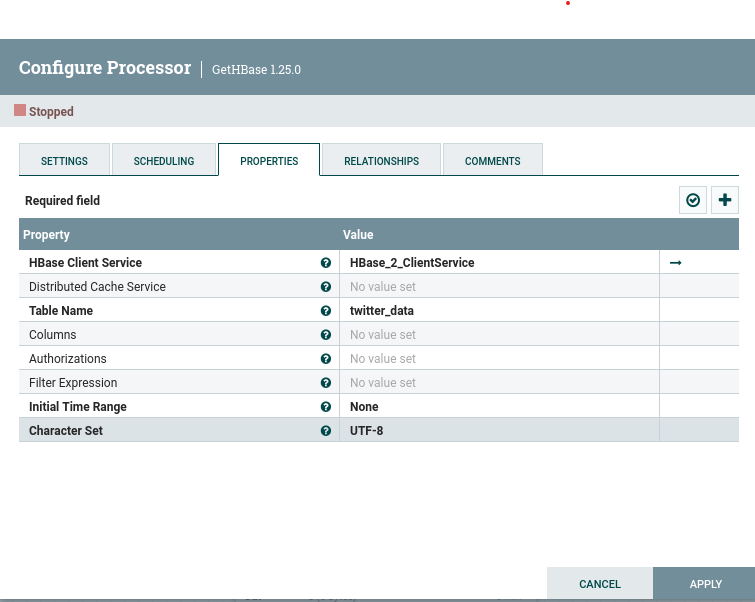 Configure Processor | GetHBase 1.25.0
Stopped
SETTINGS SCHEDULING PROPERTIES RELATIONSHIPS COMMENTS
Required field
Property Value
HBase Client Service HBase_2_ClientService
Distributed Cache Service No value set
Table Name twitter_data
Columns No value set
Authorizations No value set
Filter Expression No value set
Initial Time Range None
Character Set UTF-8
CANCEL APPLY